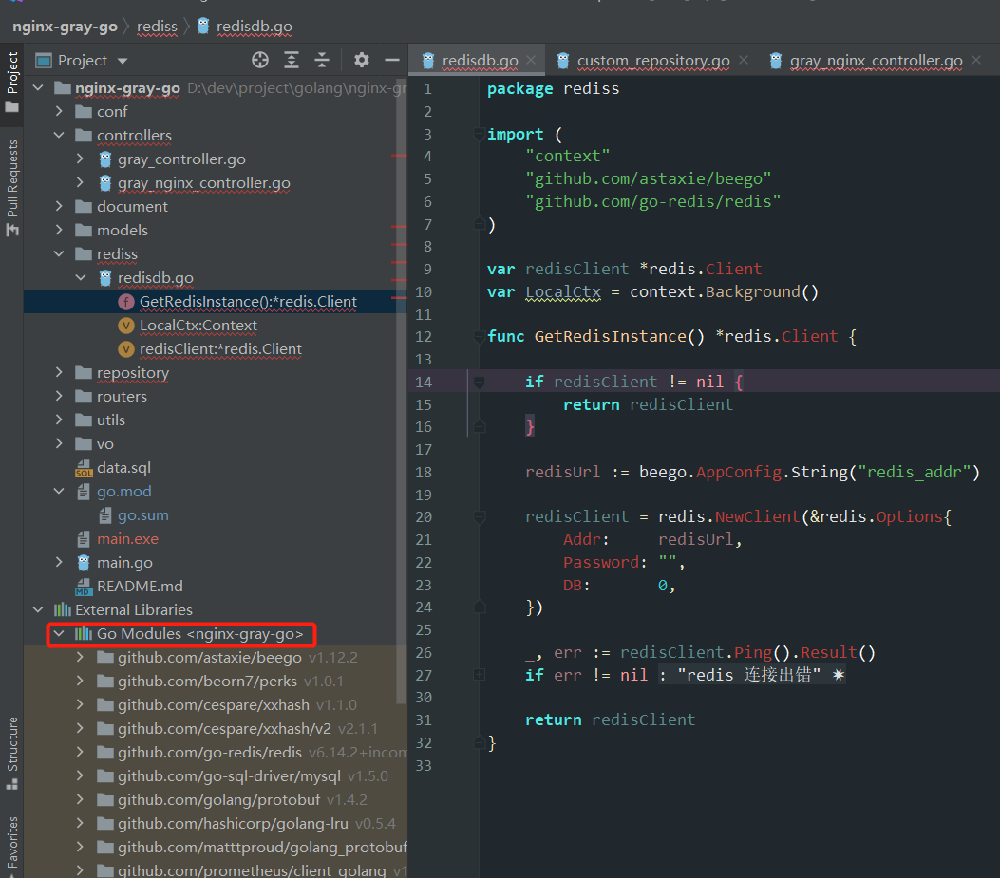 nginx-gray-go rediss redisdb.go
Project
Project
Pull Requests
Structure
Favorites
nginx-gray-go D:\dev\project\golang\nginx-gr
conf
controllers
gray_controller.go
gray_nginx_controller.go
document
models
rediss
redisdb.go
f GetRedisInstance():*redis.Client
V LocalCtx:Context
V redisClient:*redis.Client
repository
routers
utils
vo
SQL data.sql
go.mod
go.sum
main.exe
main.go
MD README.md
External Libraries
Go Modules <nginx-gray-go>
github.com/astaxie/beego v1.12.2
github.com/beorn7/perks v1.0.1
github.com/cespare/xxhash v1.1.0
github.com/cespare/xxhash/v2 v2.1.1
github.com/go-redis/redis v6.14.2+incom
github.com/go-sql-driver/mysql v1.5.0
github.com/golang/protobuf v1.4.2
github.com/hashicorp/golang-lru v0.5.4
github.com/matttproud/golang_protobuf
github.com/prometheus/client_golang v1
redisdb.go custom_repository.go gray_nginx_controller.go
1 package rediss
2
3 import (
4 "context"
5 "github.com/astaxie/beego"
6 "github.com/go-redis/redis"
7 )
8
9 var redisClient *redis.Client
10 var LocalCtx = context.Background()
11
12 func GetRedisInstance() *redis.Client {
13
14 if redisClient != nil {
15 return redisClient
16 }
17
18 redisUrl := beego.AppConfig.String("redis_addr")
19
20 redisClient = redis.NewClient(&redis.Options{
21 Addr: redisUrl,
22 Password: "",
23 DB: 0,
24 })
25
26 _, err := redisClient.Ping().Result()
27 if err != nil : "redis 连接出错"
30
31 return redisClient
32 }
33